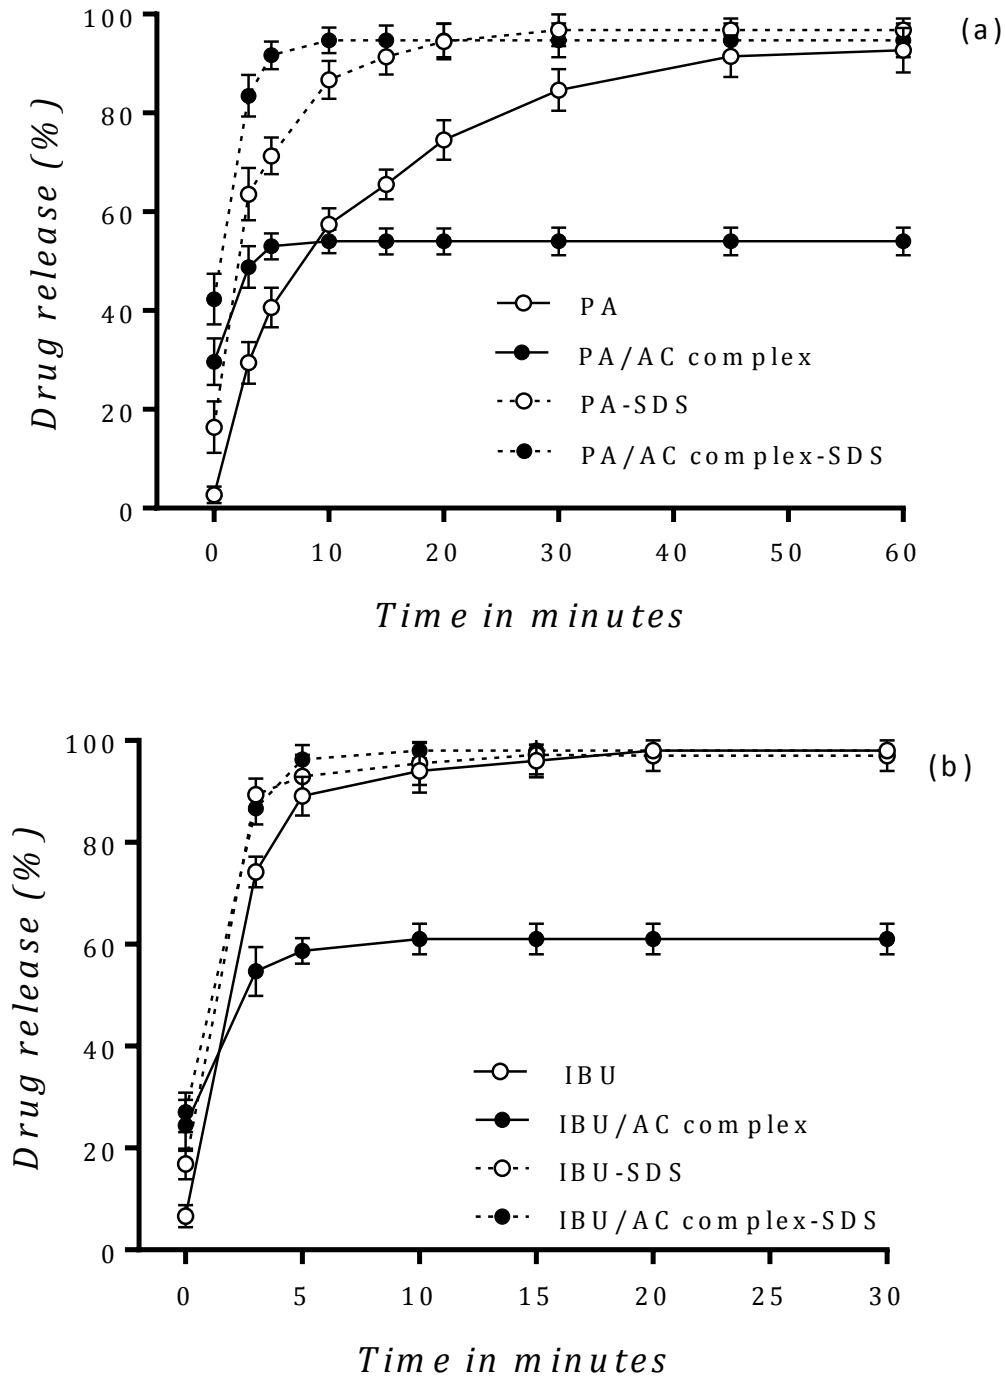 (a)
100
80
60
40
20
0
Drug release (%)
PA
PA/AC complex
PA-SDS
PA/AC complex-SDS
0 10 20 30 40 50 60
Time in minutes
(b)
100
80
60
40
20
0
Drug release (%)
IBU
IBU/AC complex
IBU-SDS
IBU/AC complex-SDS
0 5 10 15 20 25 30
Time in minutes